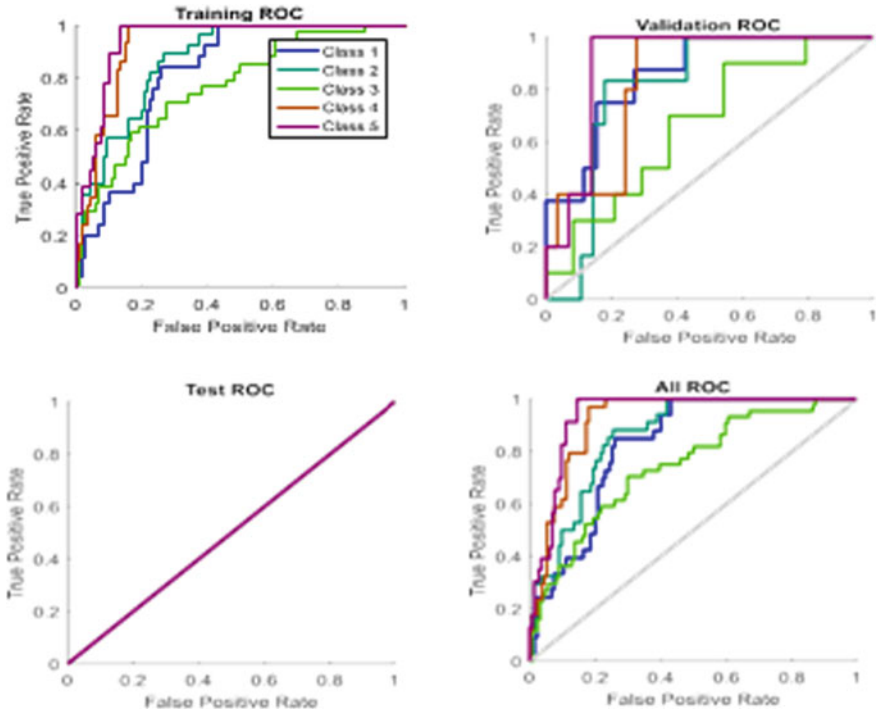 Training ROC
True Positive Rate
1
0.8
0.6
0.4
0.2
0
Class 1
Class 2
Class 3
Class 4
Class 5
0 0.2 0.4 0.6 0.8 1
False Positive Rate
Validation ROC
True Positive Rate
1
0.8
0.6
0.4
0.2
0
0 0.2 0.4 0.6 0.8 1
False Positive Rate
Test ROC
True Positive Rate
1
0.8
0.6
0.4
0.2
0
0 0.2 0.4 0.6 0.8 1
False Positive Rate
All ROC
True Positive Rate
1
0.8
0.6
0.4
0.2
0
0 0.2 0.4 0.6 0.8 1
False Positive Rate